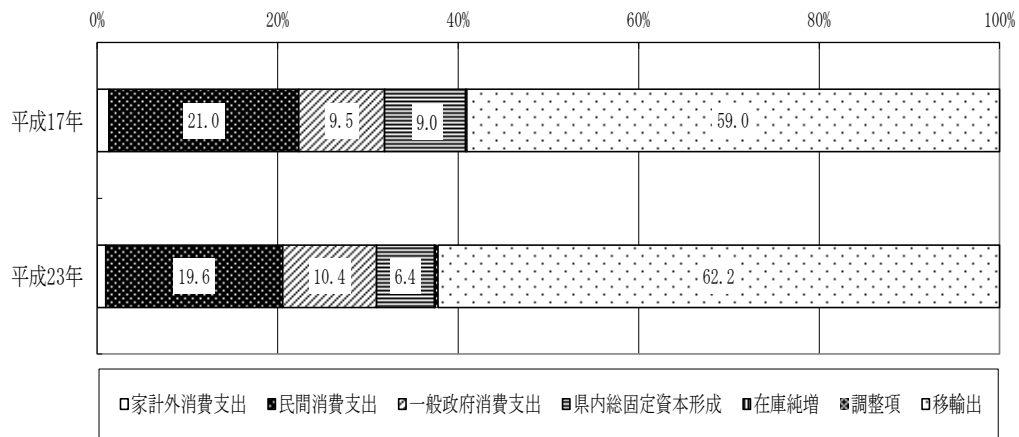 0% 20% 40% 60% 80% 100%
平成17年 21.0 9.5 9.0 59.0
平成23年 19.6 10.4 6.4 62.2
家計外消費支出 民間消費支出 一般政府消費支出 県内総固定資本形成 在庫純増 調整項 移輸出